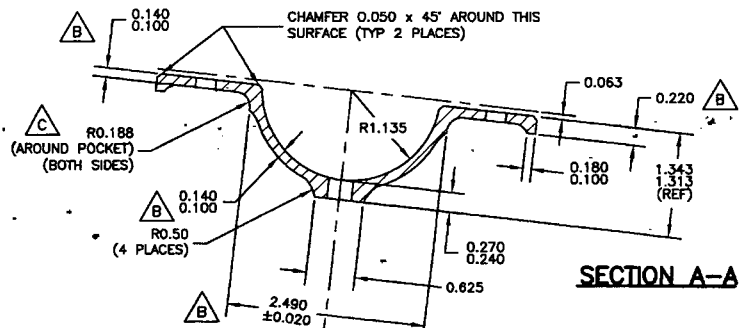 B
0.140
0.100
CHAMFER 0.050 x 45° AROUND THIS
SURFACE (TYP 2 PLACES)
0.063
0.220
B
C
R0.188
(AROUND POCKET)
(BOTH SIDES)
R1.135
0.180
0.100
1.343
1.313
(REF)
B
0.140
0.100
R0.50
(4 PLACES)
0.270
0.240
0.625
SECTION A-A
B
2.490
±0.020